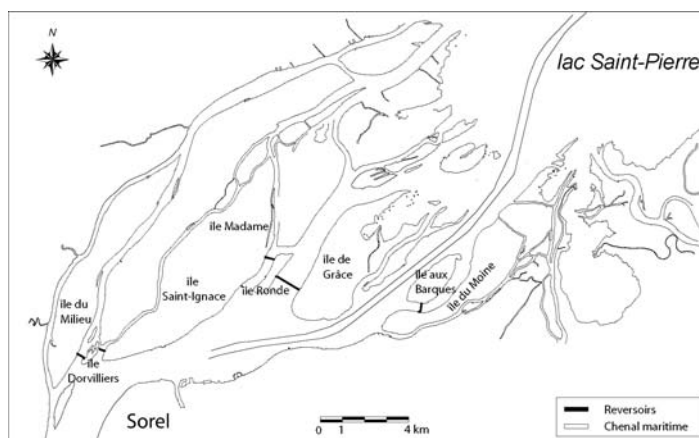 N
lac Saint-Pierre
île Madame
île de
Grâce
île
Saint-Ignace
île Ronde
île aux
Barques
île du Moine
île du
Milieu
île
Dorvilliers
Sorel
0 1 4 km
Reversoirs
Chenal maritime